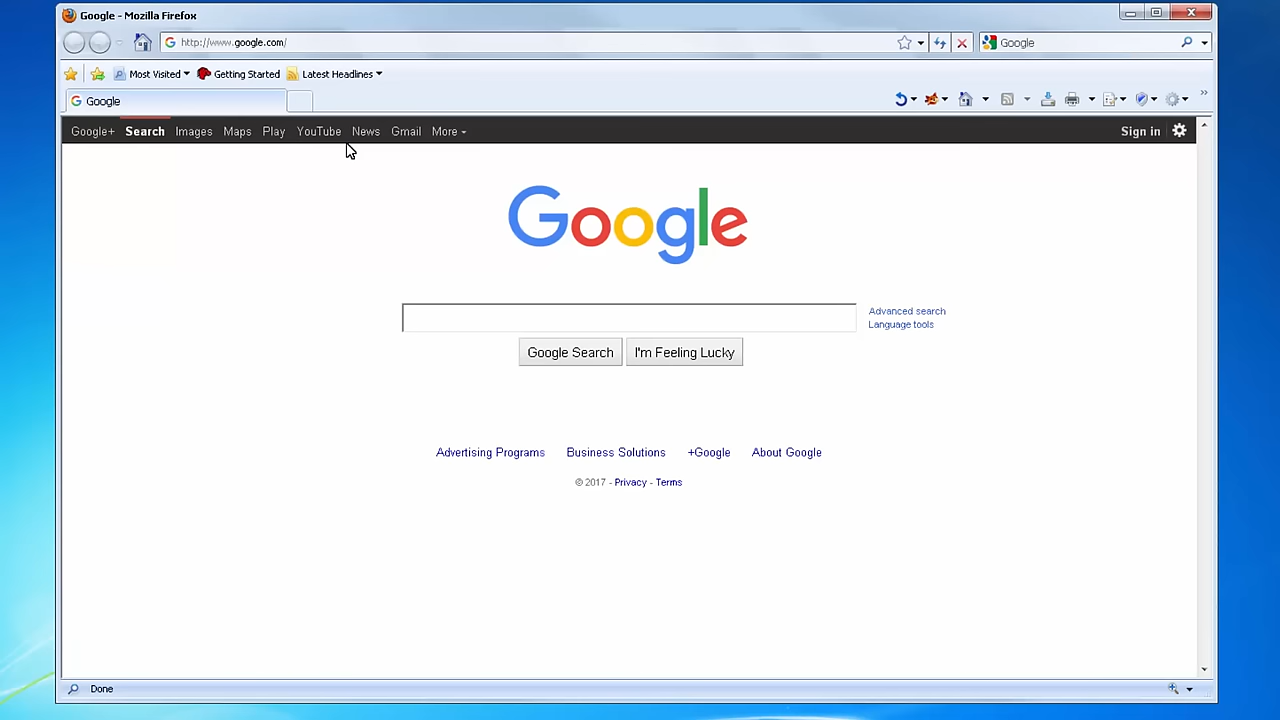 Google - Mozilla Firefox
http://www.google.com/
Google
Most Visited Getting Started Latest Headlines
Google
Google+ Search Images Maps Play YouTube News Gmail More Sign in
Google
Advanced search
Language tools
Google Search I'm Feeling Lucky
Advertising Programs Business Solutions +Google About Google
© 2017 - Privacy - Terms
Done